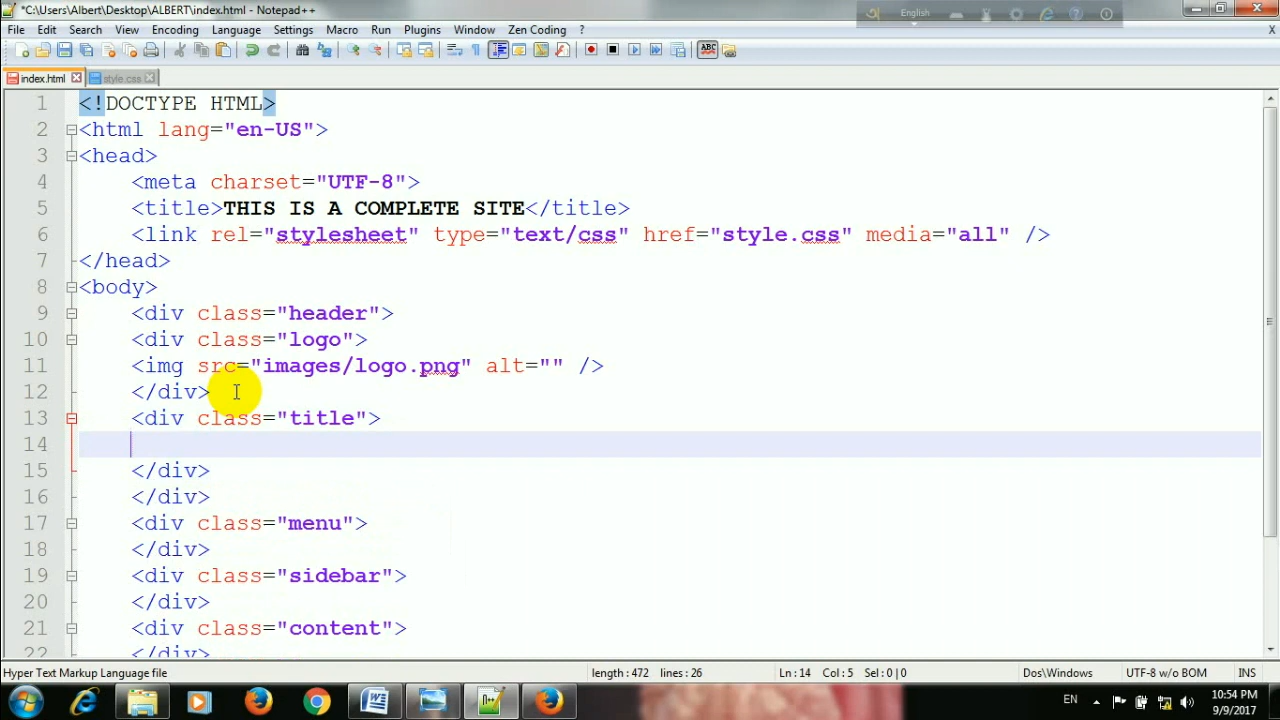 *C:\Users\Albert\Desktop\ALBERT\index.html - Notepad++
English
File Edit Search View Encoding Language Settings Macro Run Plugins Window Zen Coding ? X
ABC
index.html style.css
1 <!DOCTYPE HTML>
2 <html lang="en-US">
3 <head>
4 <meta charset="UTF-8">
5 <title>THIS IS A COMPLETE SITE</title>
6 <link rel="stylesheet" type="text/css" href="style.css" media="all" />
7 </head>
8 <body>
9 <div class="header">
10 <div class="logo">
11 <img src="images/logo.png" alt="" />
12 </div>
13 <div class="title">
14
15 </div>
16 </div>
17 <div class="menu">
18 </div>
19 <div class="sidebar">
20 </div>
21 <div class="content">
22 </div>
Hyper Text Markup Language file length : 472 lines : 26 Ln : 14 Col : 5 Sel : 0 | 0 Dos\Windows UTF-8 w/o BOM INS
EN 10:54 PM
9/9/2017